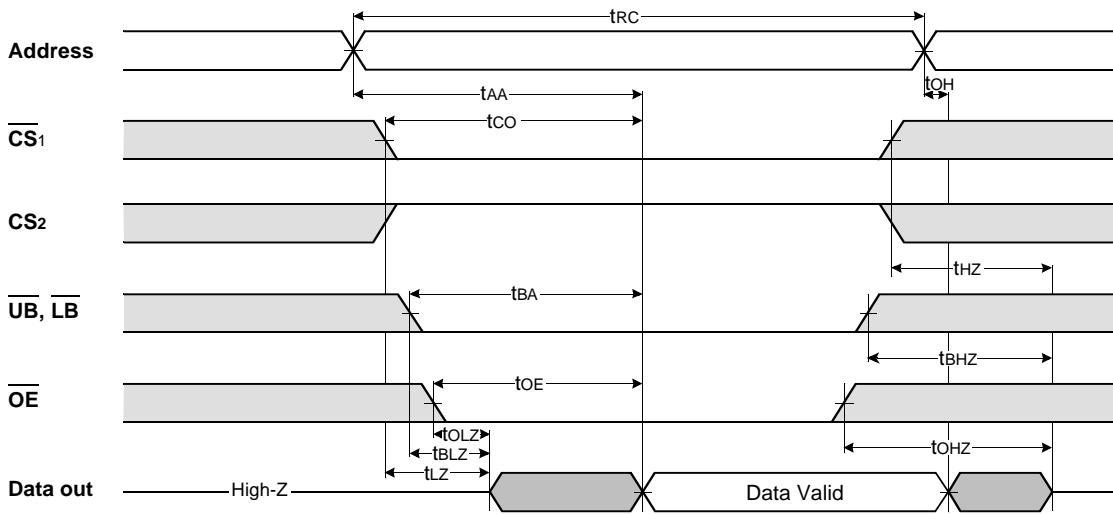 tRC
Address
tOH
tAA
tCO
CS1
CS2
tHZ
tBA
UB, LB
tBHZ
tOE
OE
tOLZ
tBLZ
tOHZ
tLZ
Data out
High-Z
Data Valid